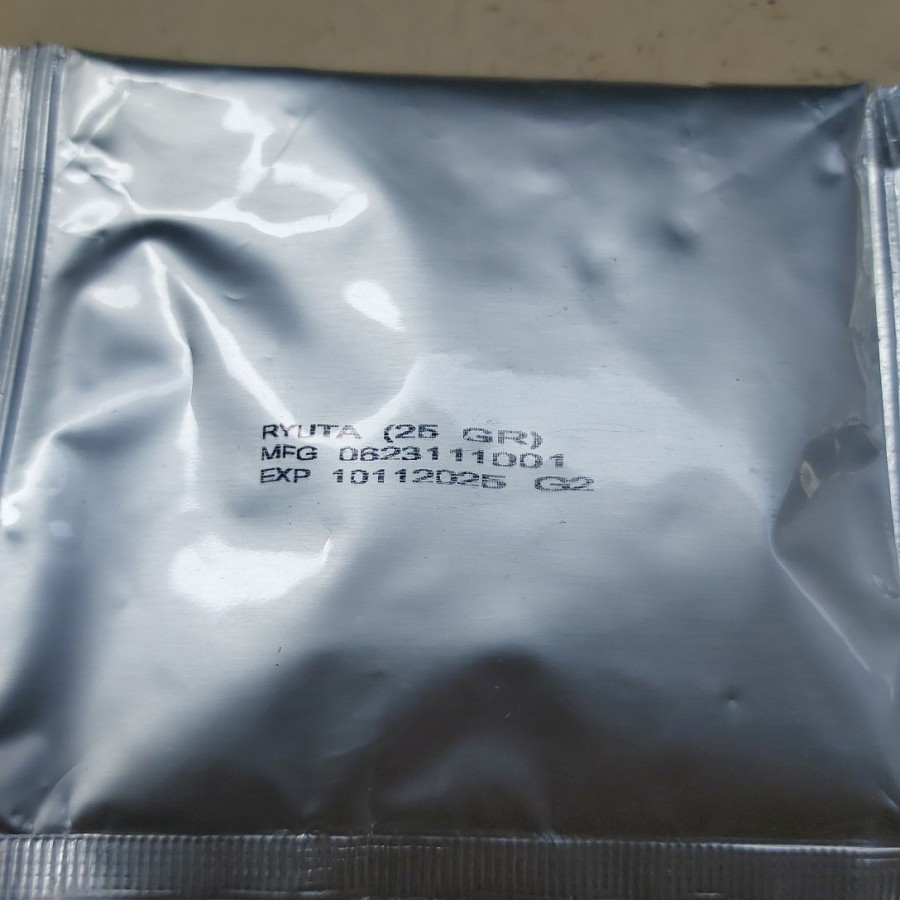 RYUTA (25 GR)
MFG 0623111001
EXP 10112025 G2